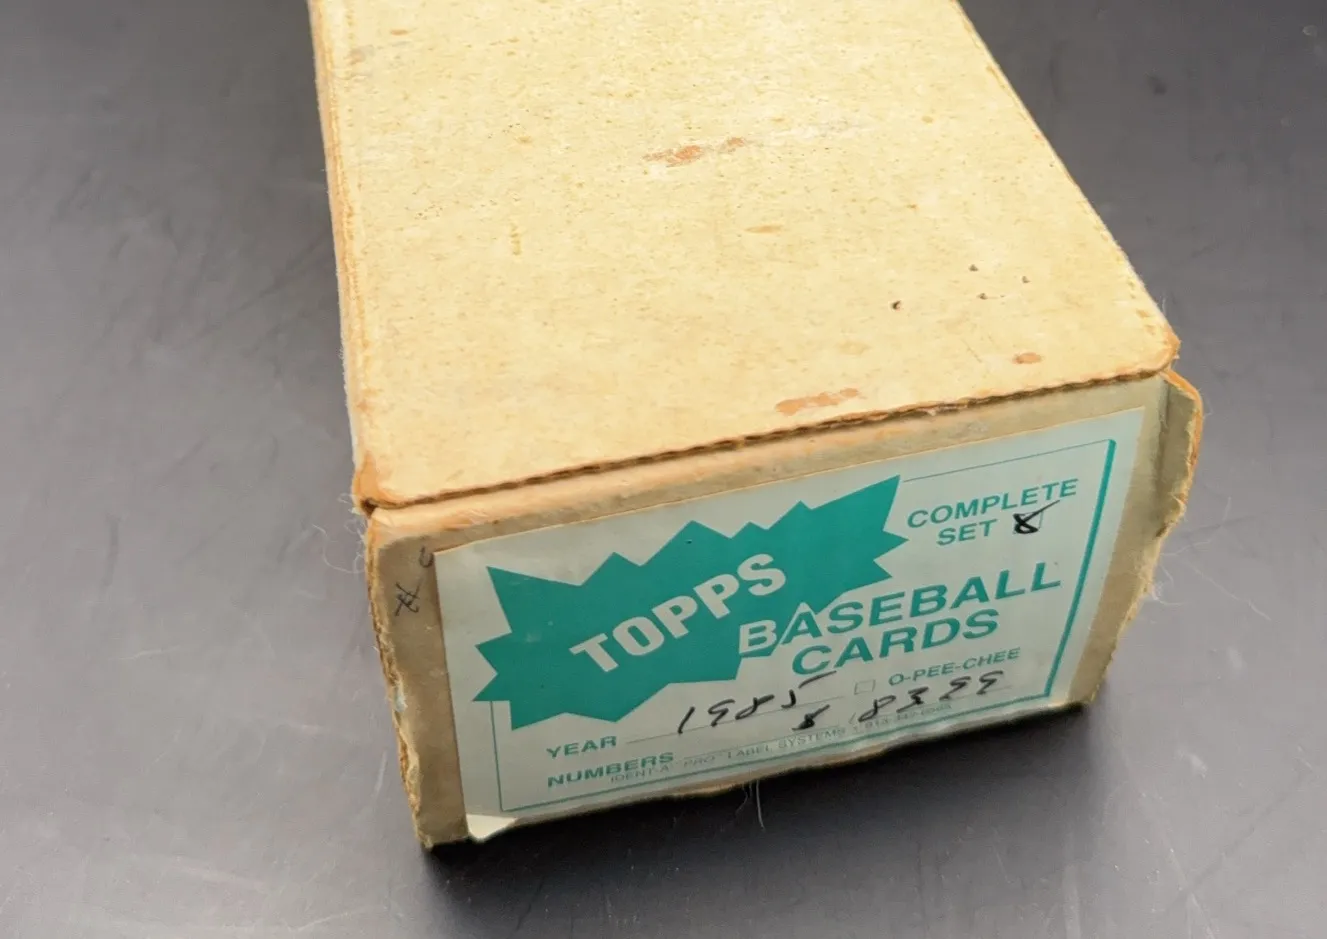 COMPLETE
SET
TOPPS
BASEBALL
CARDS
O-PEE-CHEE
YEAR 1985
NUMBERS
IDENT-A-"PRO" LABEL SYSTEMS